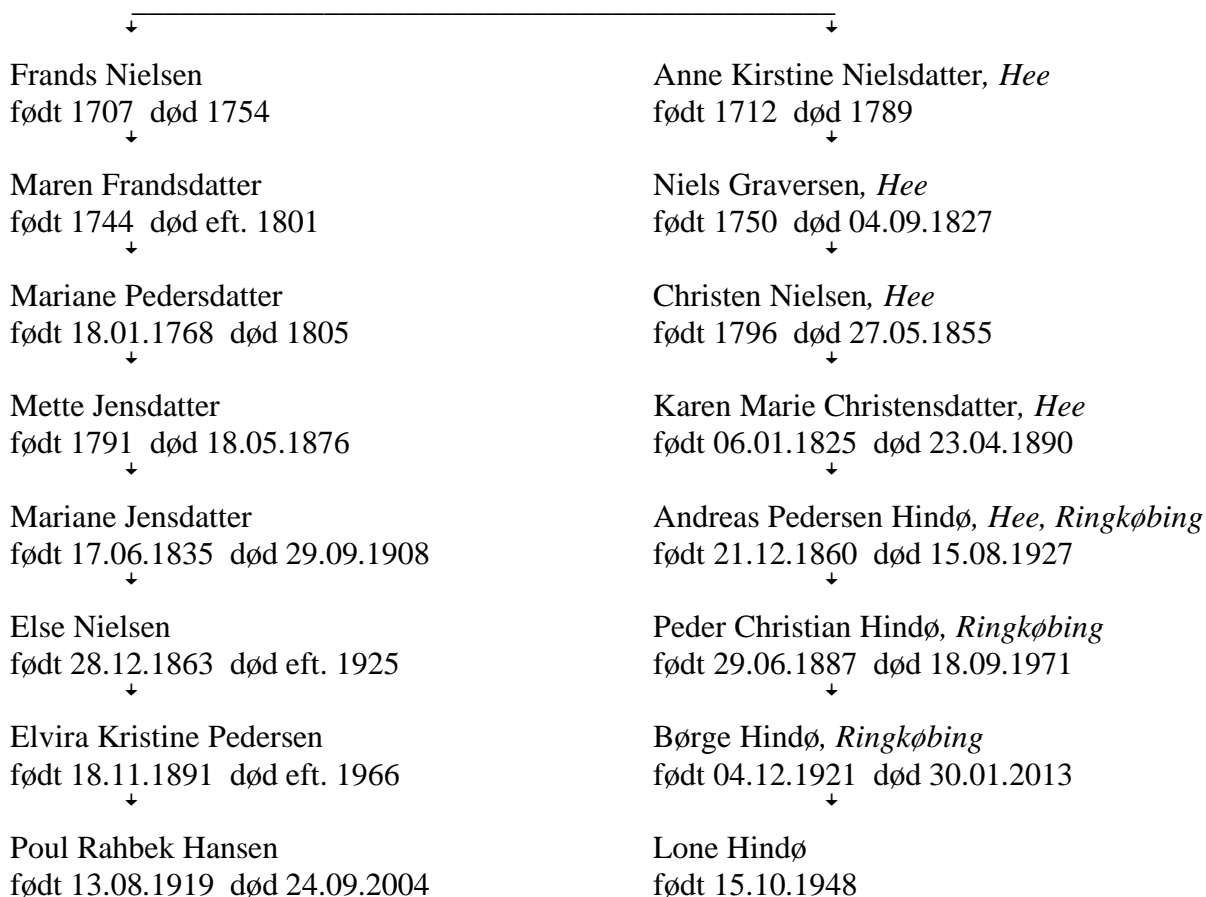 Frands Nielsen
født 1707 død 1754
Maren Frandsdatter
født 1744 død eft. 1801
Mariane Pedersdatter
født 18.01.1768 død 1805
Mette Jensdatter
født 1791 død 18.05.1876
Mariane Jensdatter
født 17.06.1835 død 29.09.1908
Else Nielsen
født 28.12.1863 død eft. 1925
Elvira Kristine Pedersen
født 18.11.1891 død eft. 1966
Poul Rahbek Hansen
født 13.08.1919 død 24.09.2004
Anne Kirstine Nielsdatter, Hee
født 1712 død 1789
Niels Graversen, Hee
født 1750 død 04.09.1827
Christen Nielsen, Hee
født 1796 død 27.05.1855
Karen Marie Christensdatter, Hee
født 06.01.1825 død 23.04.1890
Andreas Pedersen Hindø, Hee, Ringkøbing
født 21.12.1860 død 15.08.1927
Peder Christian Hindø, Ringkøbing
født 29.06.1887 død 18.09.1971
Børge Hindø, Ringkøbing
født 04.12.1921 død 30.01.2013
Lone Hindø
født 15.10.1948